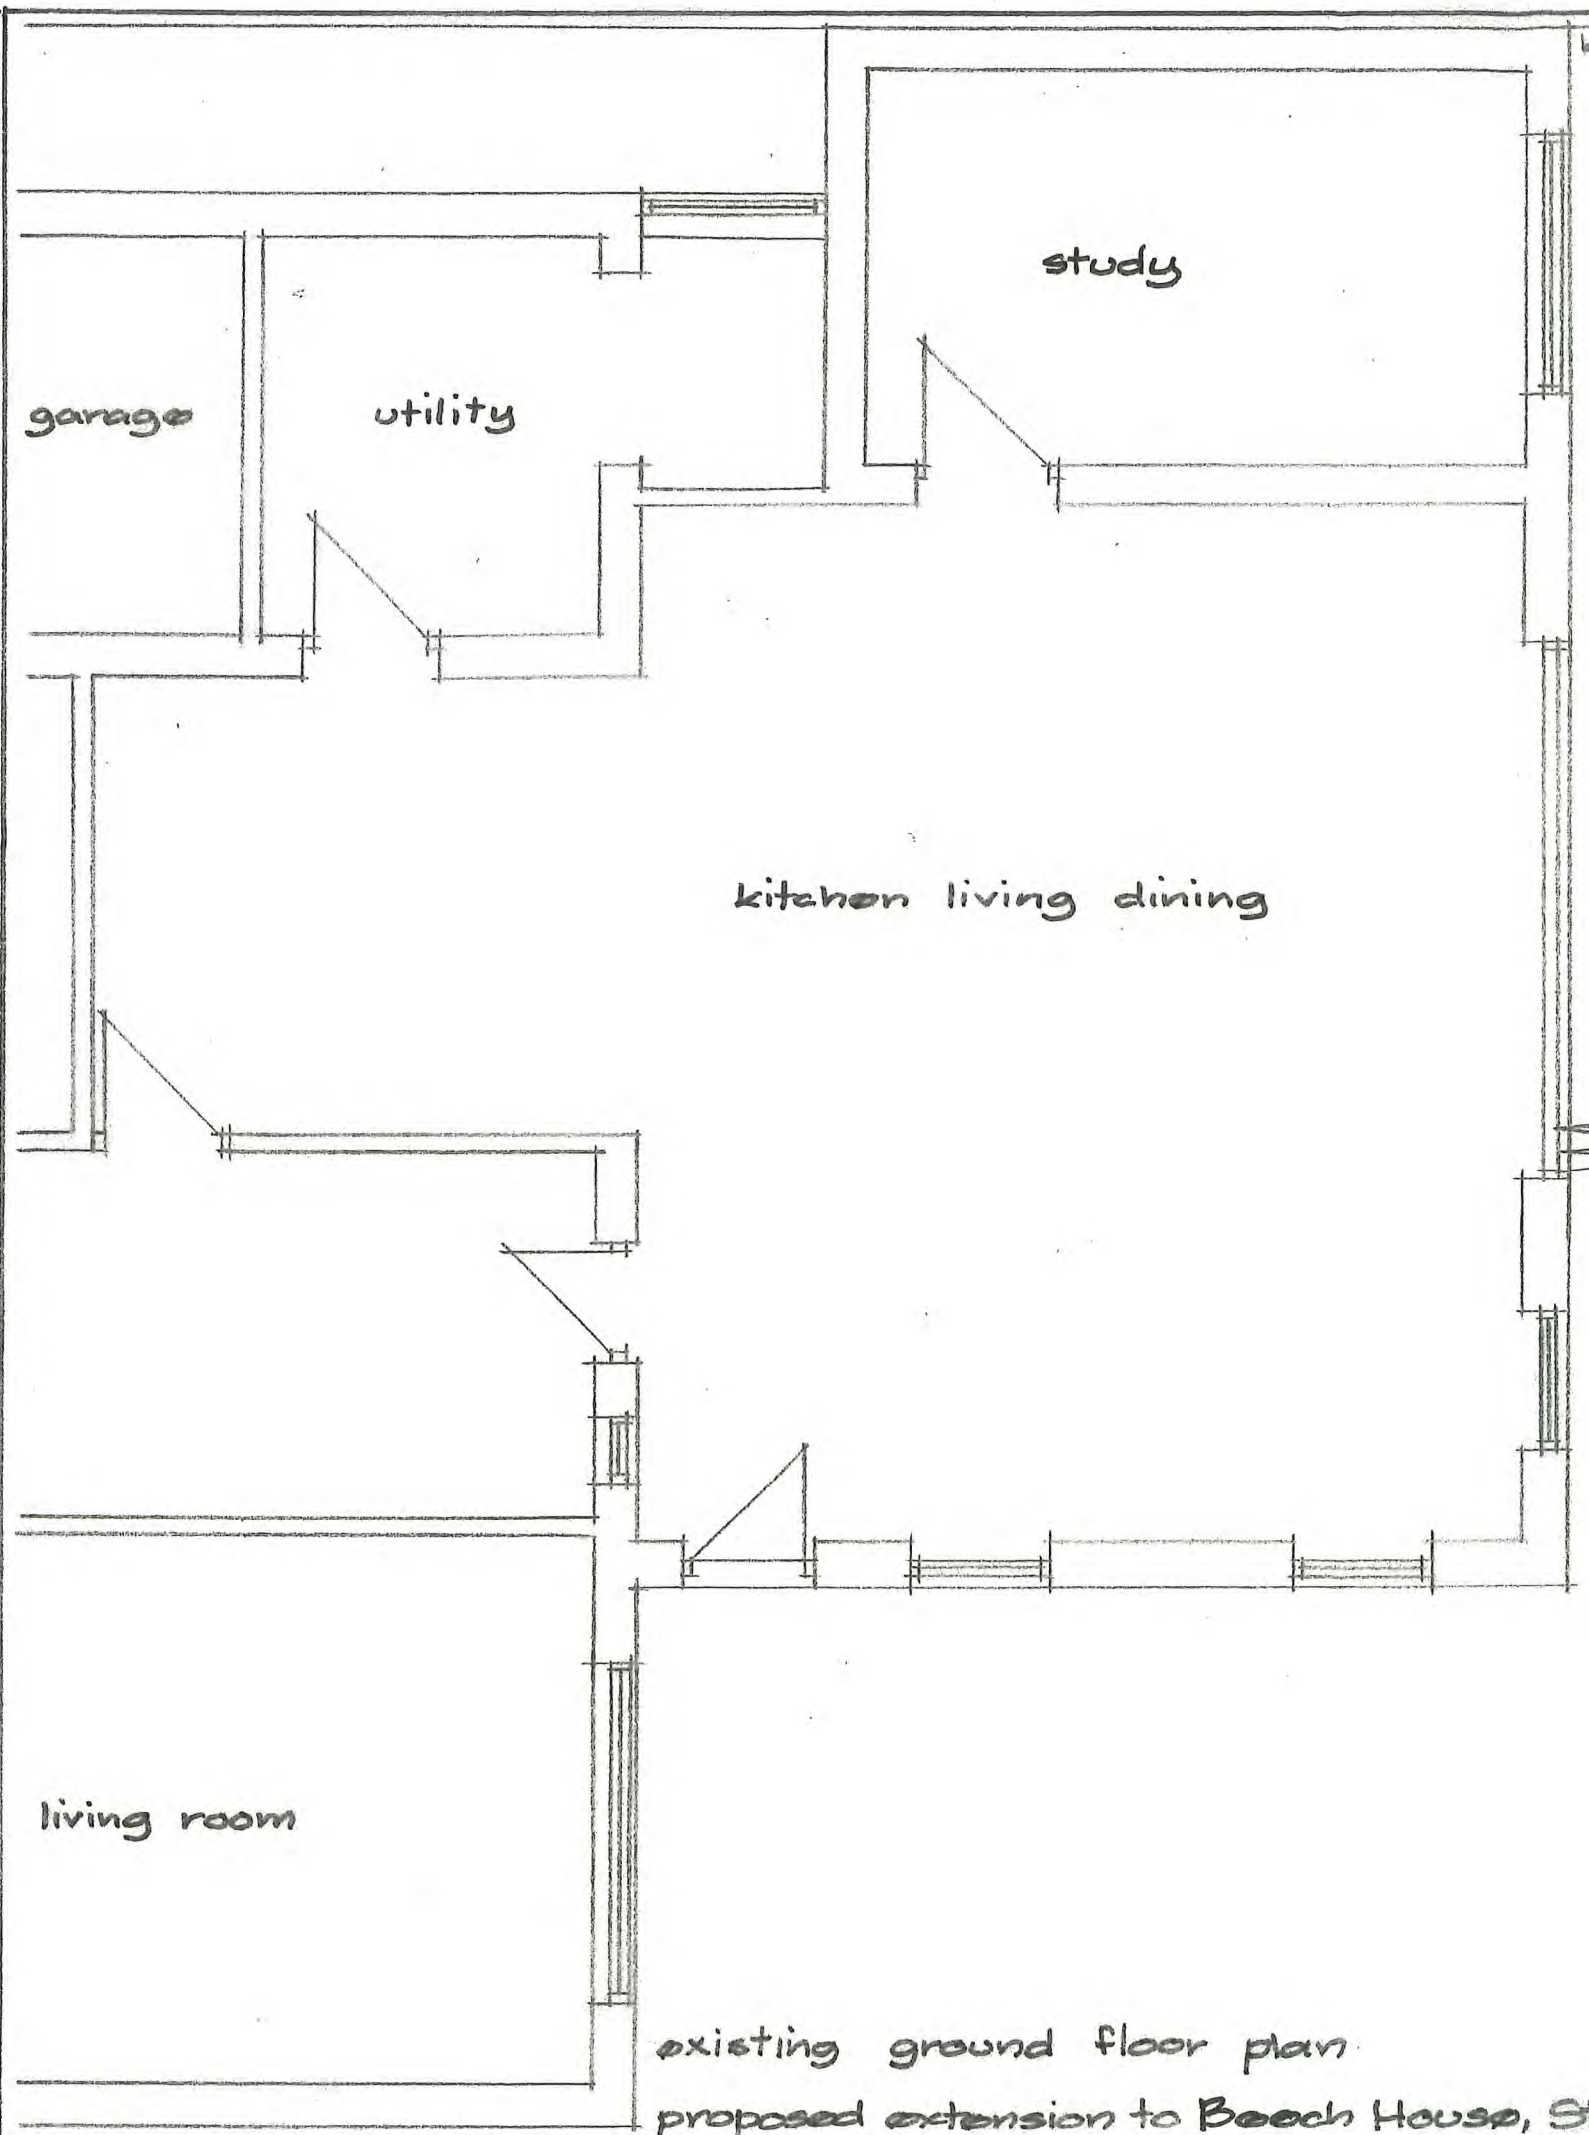 study
garage
utility
kitchen living dining
living room
existing ground floor plan
proposed extension to Beech House,